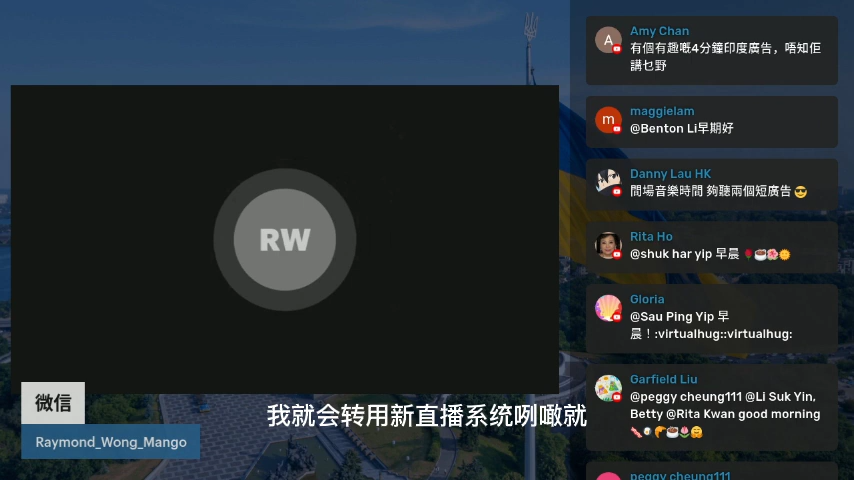 RW
微信
Raymond_Wong_Mango
我就会转用新直播系统咧噉就
A
Amy Chan
有個有趣嘅4分鐘印度廣告，唔知佢
講乜野
m
maggielam
@Benton Li早期好
Danny Lau HK
間場音樂時間 夠聽兩個短廣告😎
Rita Ho
@shuk har yip 早晨 🌹☕🌺🌞
Gloria
@Sau Ping Yip 早
晨！:virtualhug::virtualhug:
Garfield Liu
@peggy cheung111 @Li Suk Yin,
Betty @Rita Kwan good morning
🥓🍳🥐☕🌷🤗
peggy cheung111